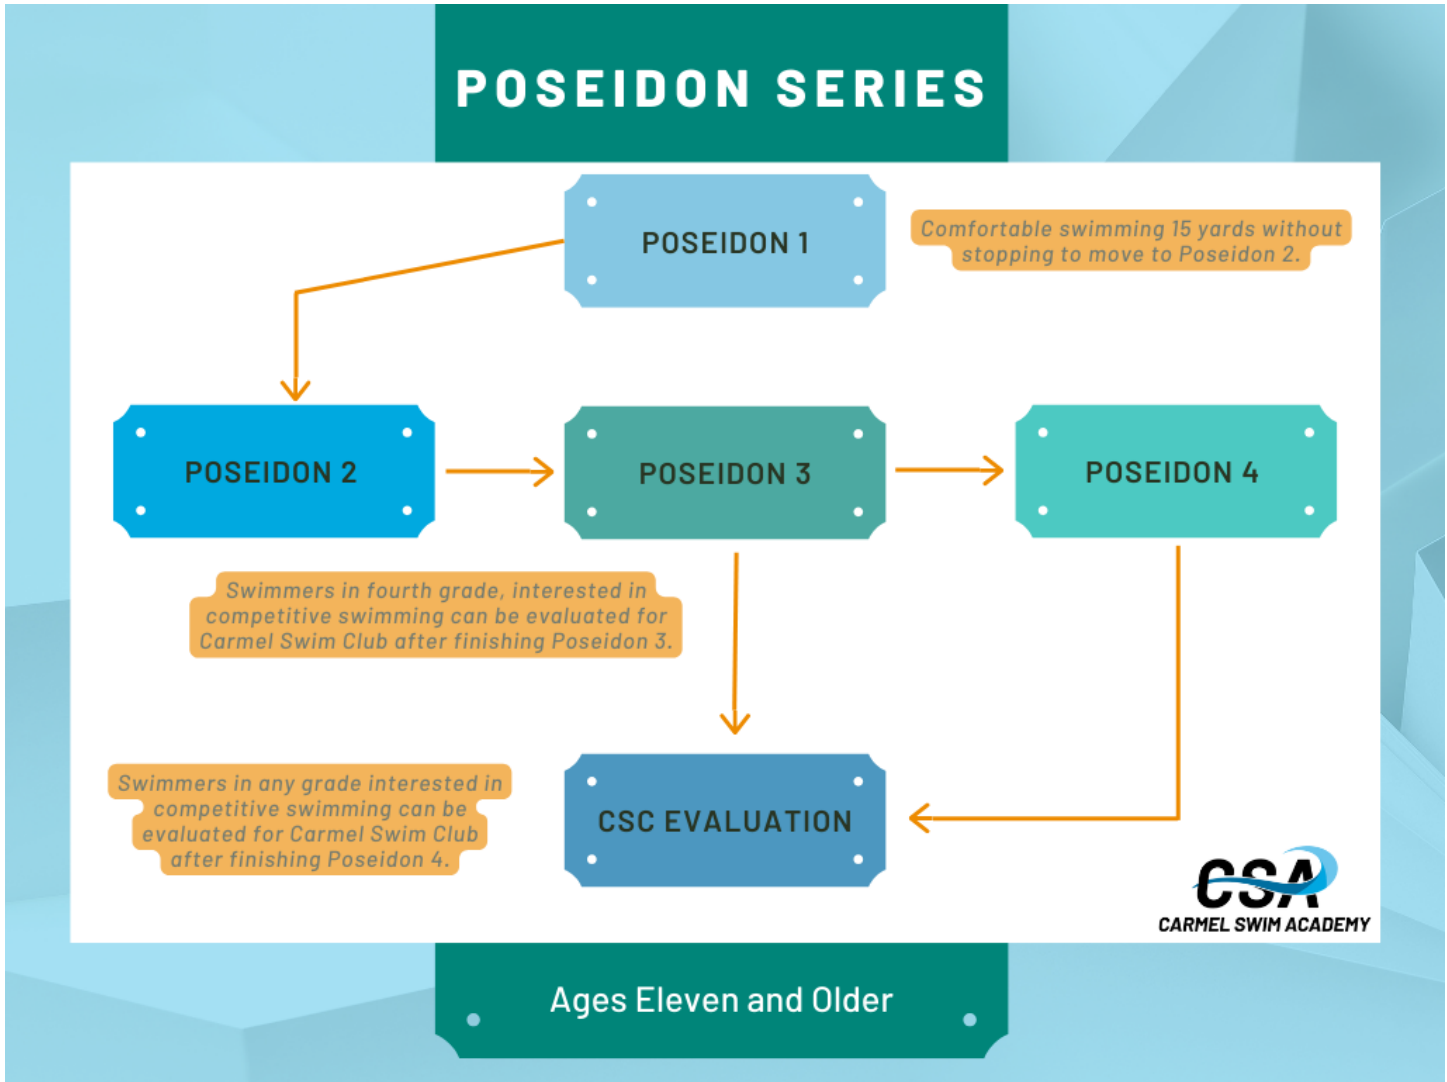 POSEIDON SERIES
POSEIDON 1
Comfortable swimming 15 yards without
stopping to move to Poseidon 2.
POSEIDON 2
POSEIDON 3
POSEIDON 4
Swimmers in fourth grade, interested in
competitive swimming can be evaluated for
Carmel Swim Club after finishing Poseidon 3.
Swimmers in any grade interested in
competitive swimming can be
evaluated for Carmel Swim Club
after finishing Poseidon 4.
CSC EVALUATION
CSA
CARMEL SWIM ACADEMY
Ages Eleven and Older